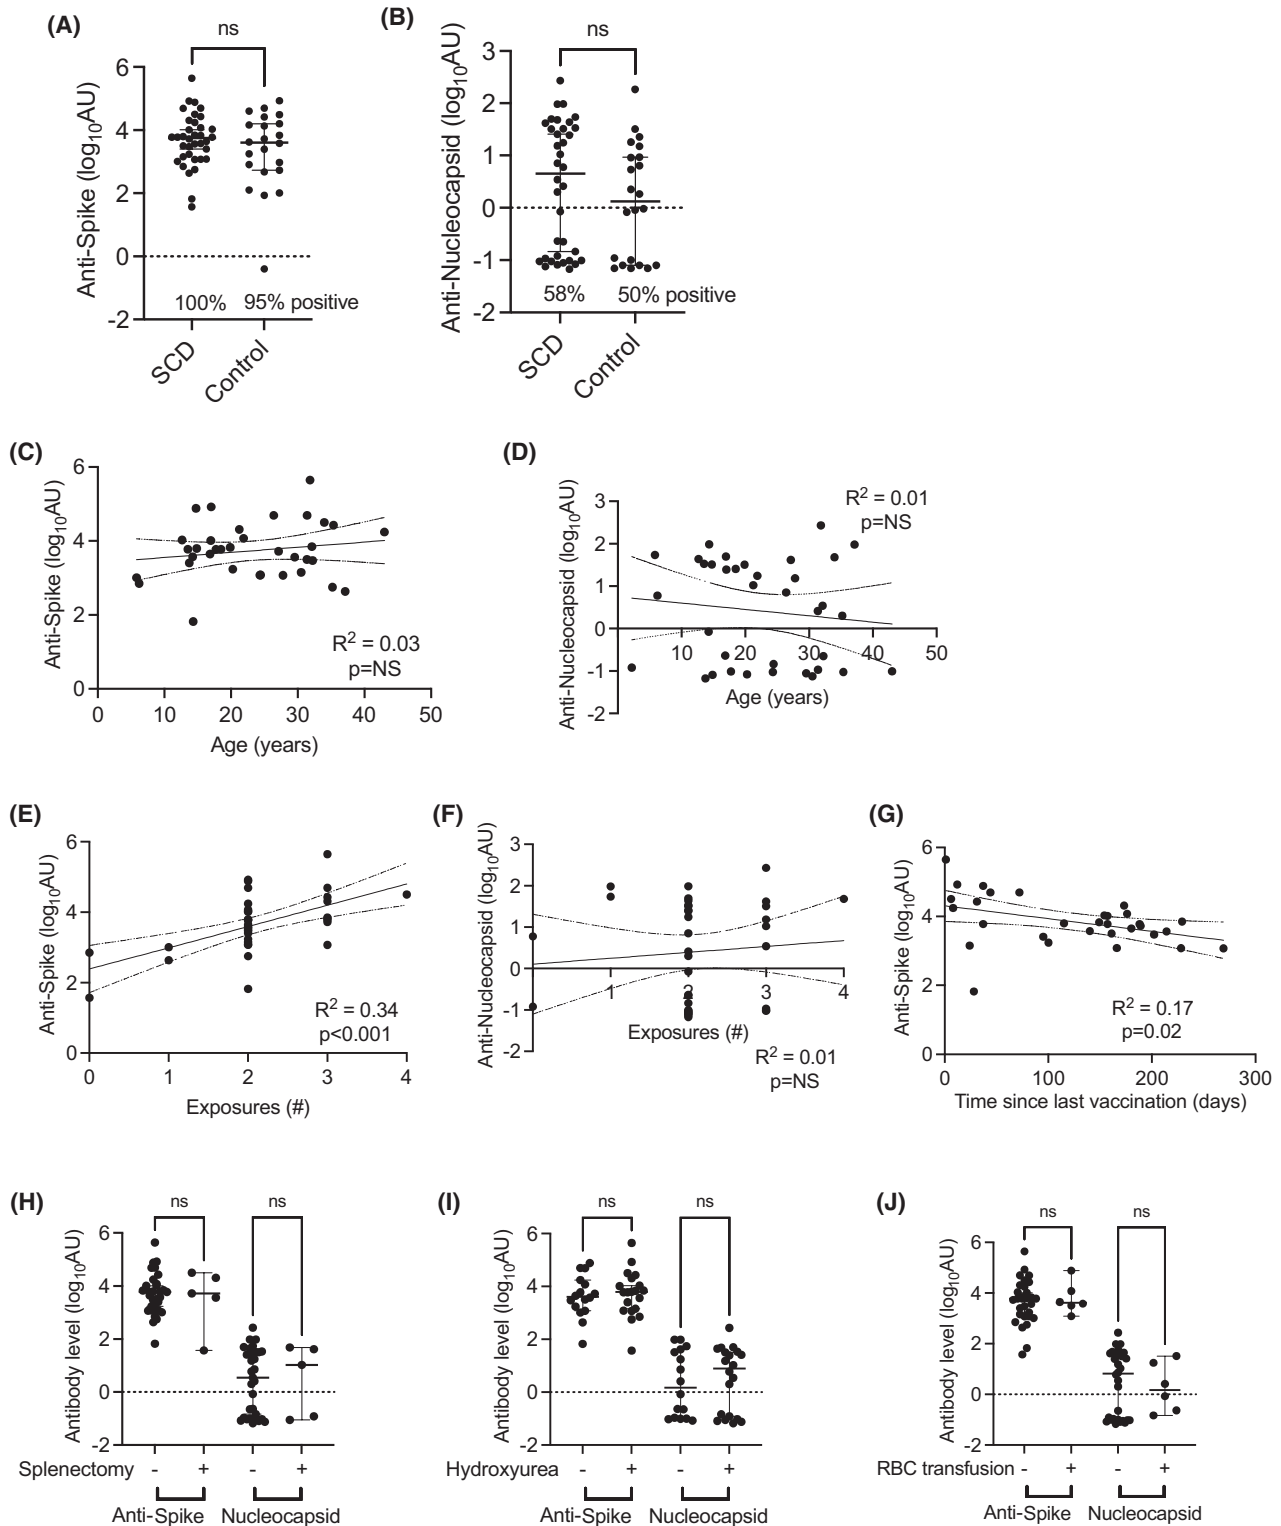 (A)
ns
Anti-Spike (log10AU)
6
4
2
0
-2
100%
95% positive
SCD
Control
(B)
ns
Anti-Nucleocapsid (log10AU)
3
2
1
0
-1
-2
58%
50% positive
SCD
Control
(C)
Anti-Spike (log10AU)
6
4
2
0
R2 = 0.03
p=NS
0 10 20 30 40 50
Age (years)
(D)
Anti-Nucleocapsid (log10AU)
3
2
1
0
-1
-2
R2 = 0.01
p=NS
10 20 30 40 50
Age (years)
(E)
Anti-Spike (log10AU)
6
4
2
0
R2 = 0.34
p<0.001
0 1 2 3 4
Exposures (#)
(F)
Anti-Nucleocapsid (log10AU)
3
2
1
0
-1
-2
1 2 3 4
Exposures (#)
R2 = 0.01
p=NS
(G)
Anti-Spike (log10AU)
6
4
2
0
R2 = 0.17
p=0.02
0 100 200 300
Time since last vaccination (days)
(H)
ns
ns
Antibody level (log10AU)
6
4
2
0
-2
Splenectomy - + - +
Anti-Spike Nucleocapsid
(I)
ns
ns
Antibody level (log10AU)
6
4
2
0
-2
Hydroxyurea - + - +
Anti-Spike Nucleocapsid
(J)
ns
ns
Antibody level (log10AU)
6
4
2
0
-2
RBC transfusion - + - +
Anti-Spike Nucleocapsid